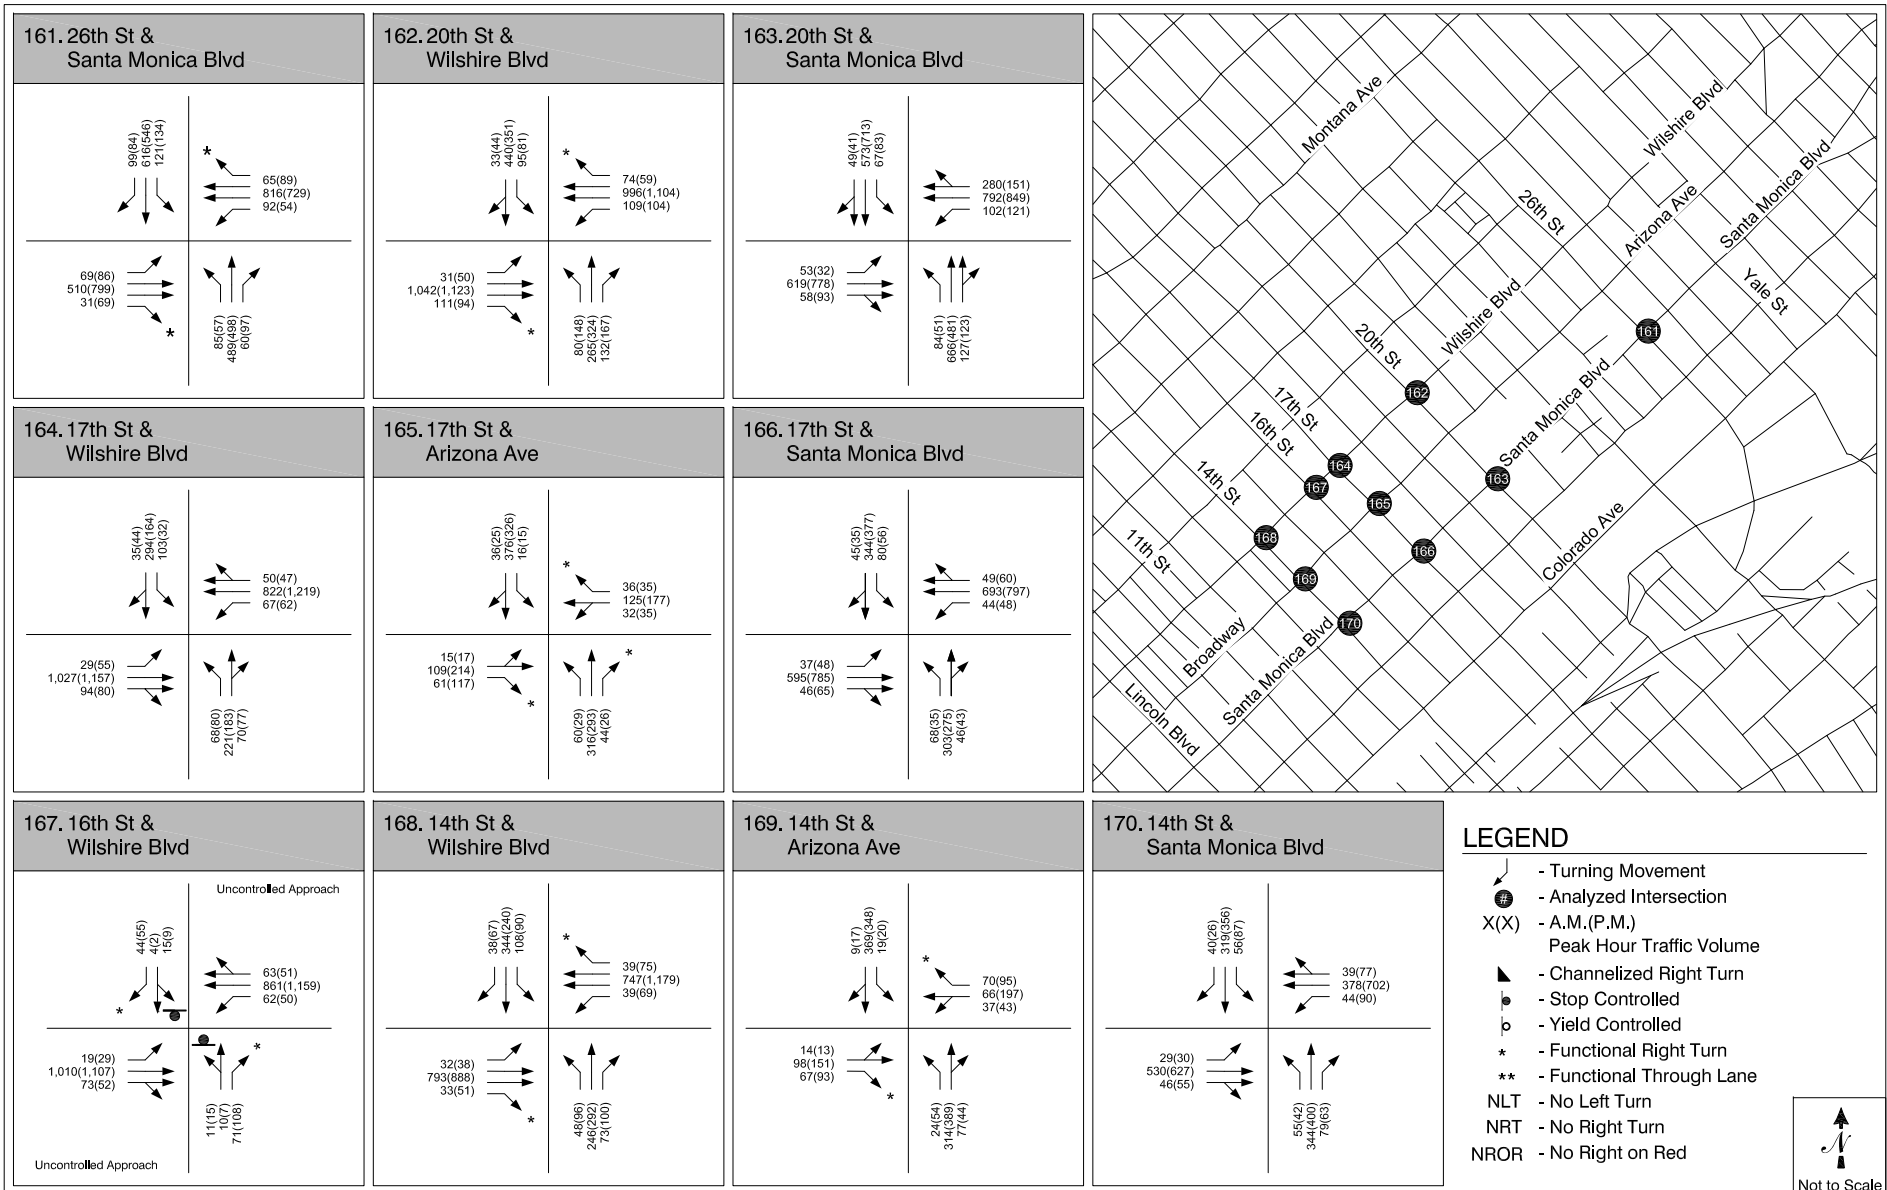 161. 26th St &
Santa Monica Blvd
99(84)
616(546)
121(134)
*
65(89)
816(729)
92(54)
69(86)
510(799)
31(69)
*
85(57)
489(498)
60(97)
162. 20th St &
Wilshire Blvd
33(44)
440(351)
95(81)
*
74(59)
996(1,104)
109(104)
31(50)
1,042(1,123)
111(94)
*
80(148)
265(324)
132(167)
163. 20th St &
Santa Monica Blvd
49(41)
573(713)
67(83)
280(151)
792(849)
102(121)
53(32)
619(778)
58(93)
84(51)
666(481)
127(123)
164. 17th St &
Wilshire Blvd
35(44)
294(164)
103(32)
50(47)
822(1,219)
67(62)
29(55)
1,027(1,157)
94(80)
68(80)
221(183)
70(77)
165. 17th St &
Arizona Ave
36(25)
376(326)
16(15)
*
36(35)
125(177)
32(35)
15(17)
109(214)
61(117)
*
60(29)
316(293)
44(26)
*
166. 17th St &
Santa Monica Blvd
45(35)
344(377)
80(56)
49(60)
693(797)
44(48)
37(48)
595(785)
46(65)
68(35)
303(275)
46(43)
167. 16th St &
Wilshire Blvd
Uncontrolled Approach
44(55)
4(2)
15(9)
*
63(51)
861(1,159)
62(50)
19(29)
1,010(1,107)
73(52)
*
11(15)
10(7)
71(108)
Uncontrolled Approach
168. 14th St &
Wilshire Blvd
38(67)
344(240)
108(90)
*
39(75)
747(1,179)
39(69)
32(38)
793(888)
33(51)
*
48(96)
246(292)
73(100)
169. 14th St &
Arizona Ave
9(17)
369(348)
19(20)
*
70(95)
66(197)
37(43)
14(13)
98(151)
67(93)
*
24(54)
314(389)
77(44)
170. 14th St &
Santa Monica Blvd
40(26)
319(356)
56(87)
39(77)
378(702)
44(90)
29(30)
530(627)
46(55)
55(42)
344(400)
79(63)
Montana Ave
Wilshire Blvd
26th St
Arizona Ave
Santa Monica Blvd
Yale St
161
20th St
Wilshire Blvd
162
17th St
Santa Monica Blvd
16th St
164
163
14th St
167
165
168
166
Colorado Ave
11th St
169
170
Broadway
Santa Monica Blvd
Lincoln Blvd
LEGEND
- Turning Movement
# - Analyzed Intersection
X(X) - A.M.(P.M.)
Peak Hour Traffic Volume
- Channelized Right Turn
- Stop Controlled
- Yield Controlled
* - Functional Right Turn
** - Functional Through Lane
NLT - No Left Turn
NRT - No Right Turn
NROR - No Right on Red
N
Not to Scale